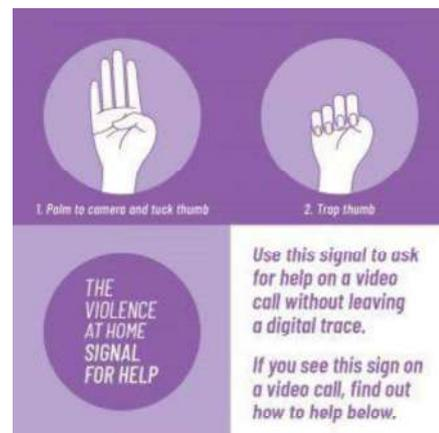 1. Palm to camera and tuck thumb
2. Trap thumb
THE
VIOLENCE
AT HOME
SIGNAL
FOR HELP
Use this signal to ask
for help on a video
call without leaving
a digital trace.
If you see this sign on
a video call, find out
how to help below.